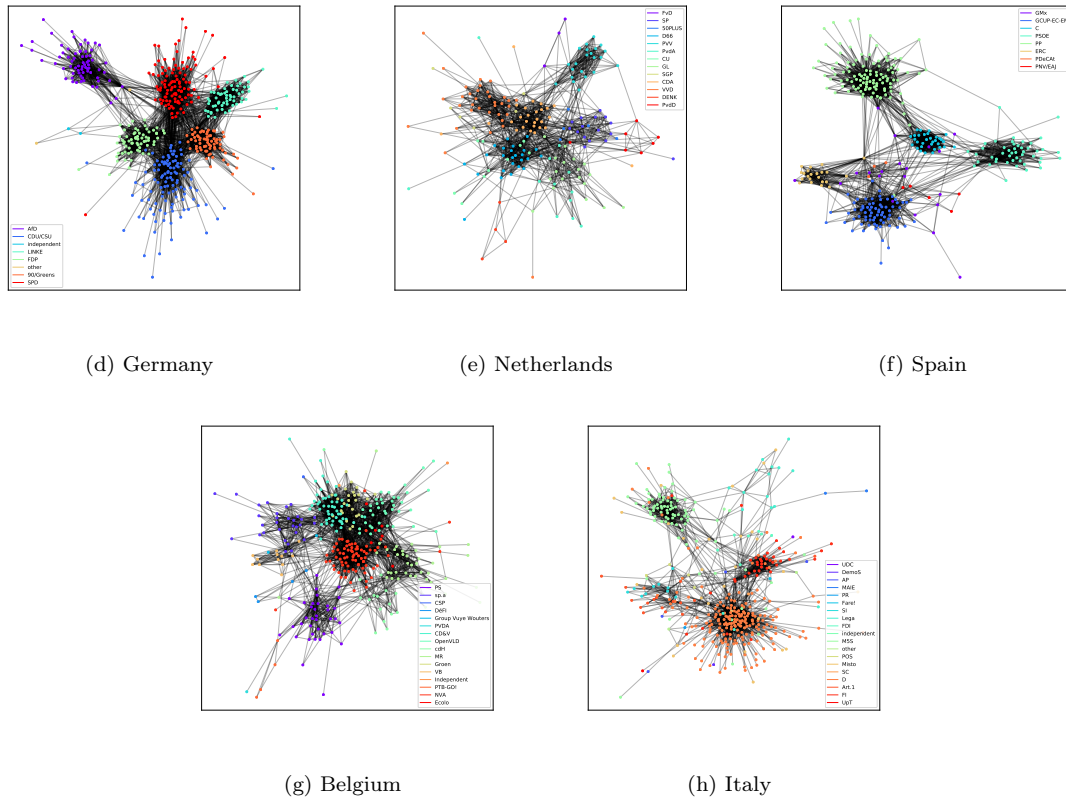 AfD
CDU/CSU
independent
LINKE
FDP
other
90/Greens
SPD
FvD
SP
50PLUS
D66
PVV
PvdA
CU
GL
SGP
CDA
VVD
DENK
PvdD
GMx
GCUP-EC-EM
C
PSOE
PP
ERC
PDeCAt
PNV/EAJ
(d) Germany
(e) Netherlands
(f) Spain
PS
sp.a
CSP
DéFI
Group Vuye Wouters
PVDA
CD&V
OpenVLD
cdH
MR
Groen
VB
Independent
PTB-GO!
NVA
Ecolo
UDC
DemoS
AP
MAIE
PR
Fare!
SI
Lega
FDI
independent
M5S
other
POS
Misto
SC
D
Art.1
FI
UpT
(g) Belgium
(h) Italy